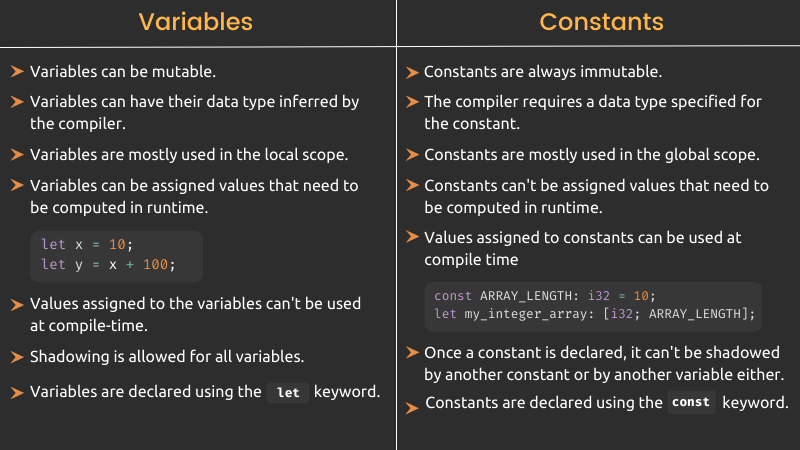 Variables
Variables can be mutable.
Variables can have their data type inferred by
the compiler.
Variables are mostly used in the local scope.
Variables can be assigned values that need to
be computed in runtime.
let x = 10;
let y = x + 100;
Values assigned to the variables can't be used
at compile-time.
Shadowing is allowed for all variables.
Variables are declared using the let keyword.
Constants
Constants are always immutable.
The compiler requires a data type specified for
the constant.
Constants are mostly used in the global scope.
Constants can't be assigned values that need to
be computed in runtime.
Values assigned to constants can be used at
compile time
const ARRAY_LENGTH: i32 = 10;
let my_integer_array: [i32; ARRAY_LENGTH];
Once a constant is declared, it can't be shadowed
by another constant or by another variable either.
Constants are declared using the const keyword.